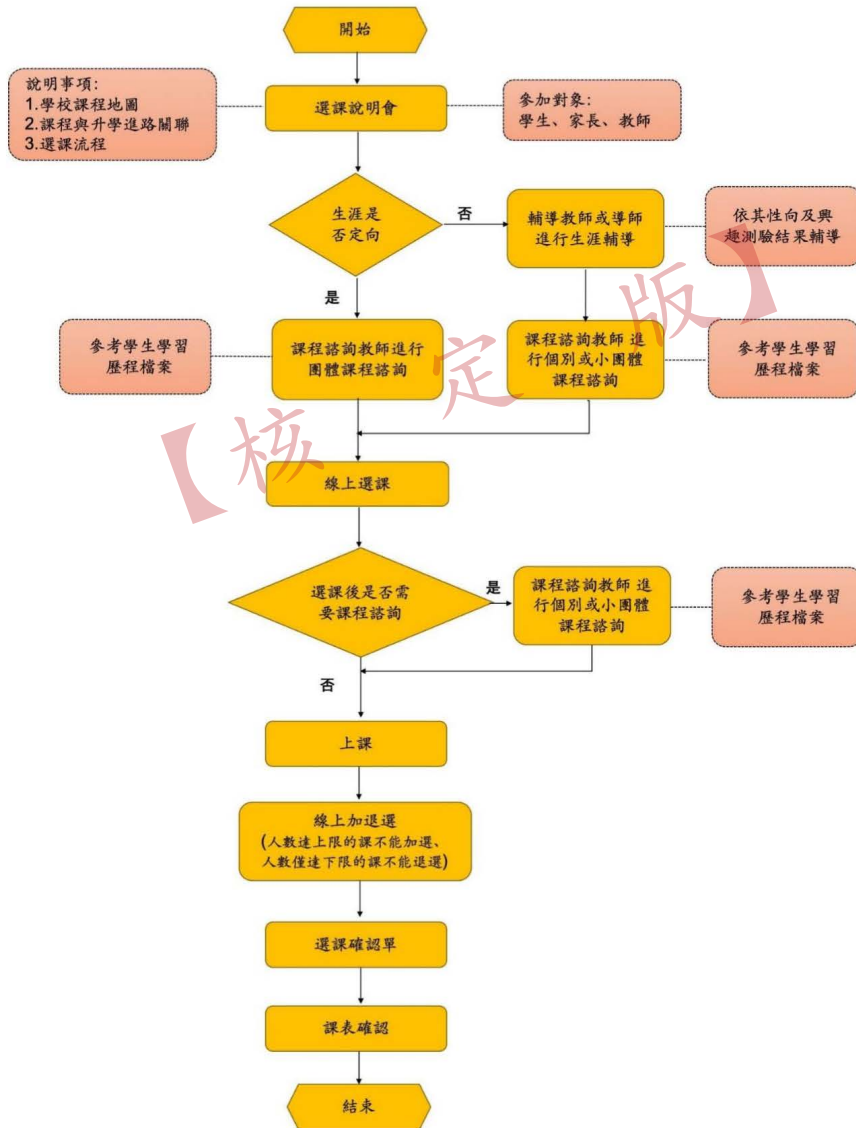 開始
說明事項:
1.學校課程地圖
2.課程與升學進路關聯
3.選課流程
選課說明會
參加對象:
學生、家長、教師
生涯是
否定向
否
輔導教師或導師
進行生涯輔導
依其性向及興
趣測驗結果輔導
是
參考學生學習
歷程檔案
課程諮詢教師進行
團體課程諮詢
課程諮詢教師 進
行個別或小團體
課程諮詢
參考學生學習
歷程檔案
【核定版】
線上選課
選課後是否需
要課程諮詢
是
課程諮詢教師 進
行個別或小團體
課程諮詢
參考學生學習
歷程檔案
否
上課
線上加退選
(人數達上限的課不能加選、
人數僅達下限的課不能退選)
選課確認單
課表確認
結束